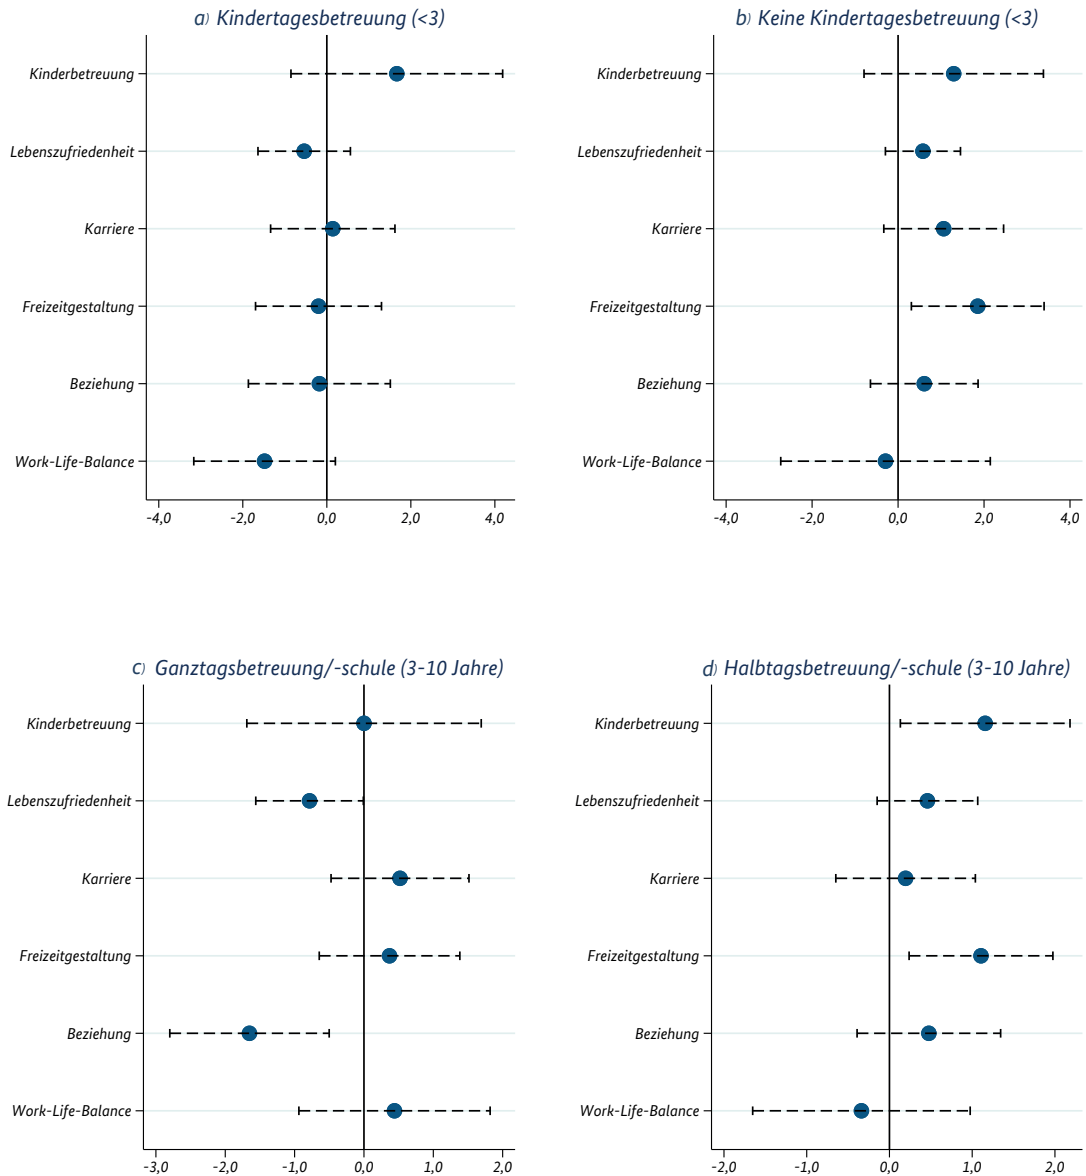 a) Kindertagesbetreuung (<3)
Kinderbetreuung
Lebenszufriedenheit
Karriere
Freizeitgestaltung
Beziehung
Work-Life-Balance
-4,0 -2,0 0,0 2,0 4,0
b) Keine Kindertagesbetreuung (<3)
Kinderbetreuung
Lebenszufriedenheit
Karriere
Freizeitgestaltung
Beziehung
Work-Life-Balance
-4,0 -2,0 0,0 2,0 4,0
c) Ganztagsbetreuung/-schule (3-10 Jahre)
Kinderbetreuung
Lebenszufriedenheit
Karriere
Freizeitgestaltung
Beziehung
Work-Life-Balance
-3,0 -2,0 -1,0 0,0 1,0 2,0
d) Halbtagsbetreuung/-schule (3-10 Jahre)
Kinderbetreuung
Lebenszufriedenheit
Karriere
Freizeitgestaltung
Beziehung
Work-Life-Balance
-2,0 -1,0 0,0 1,0 2,0